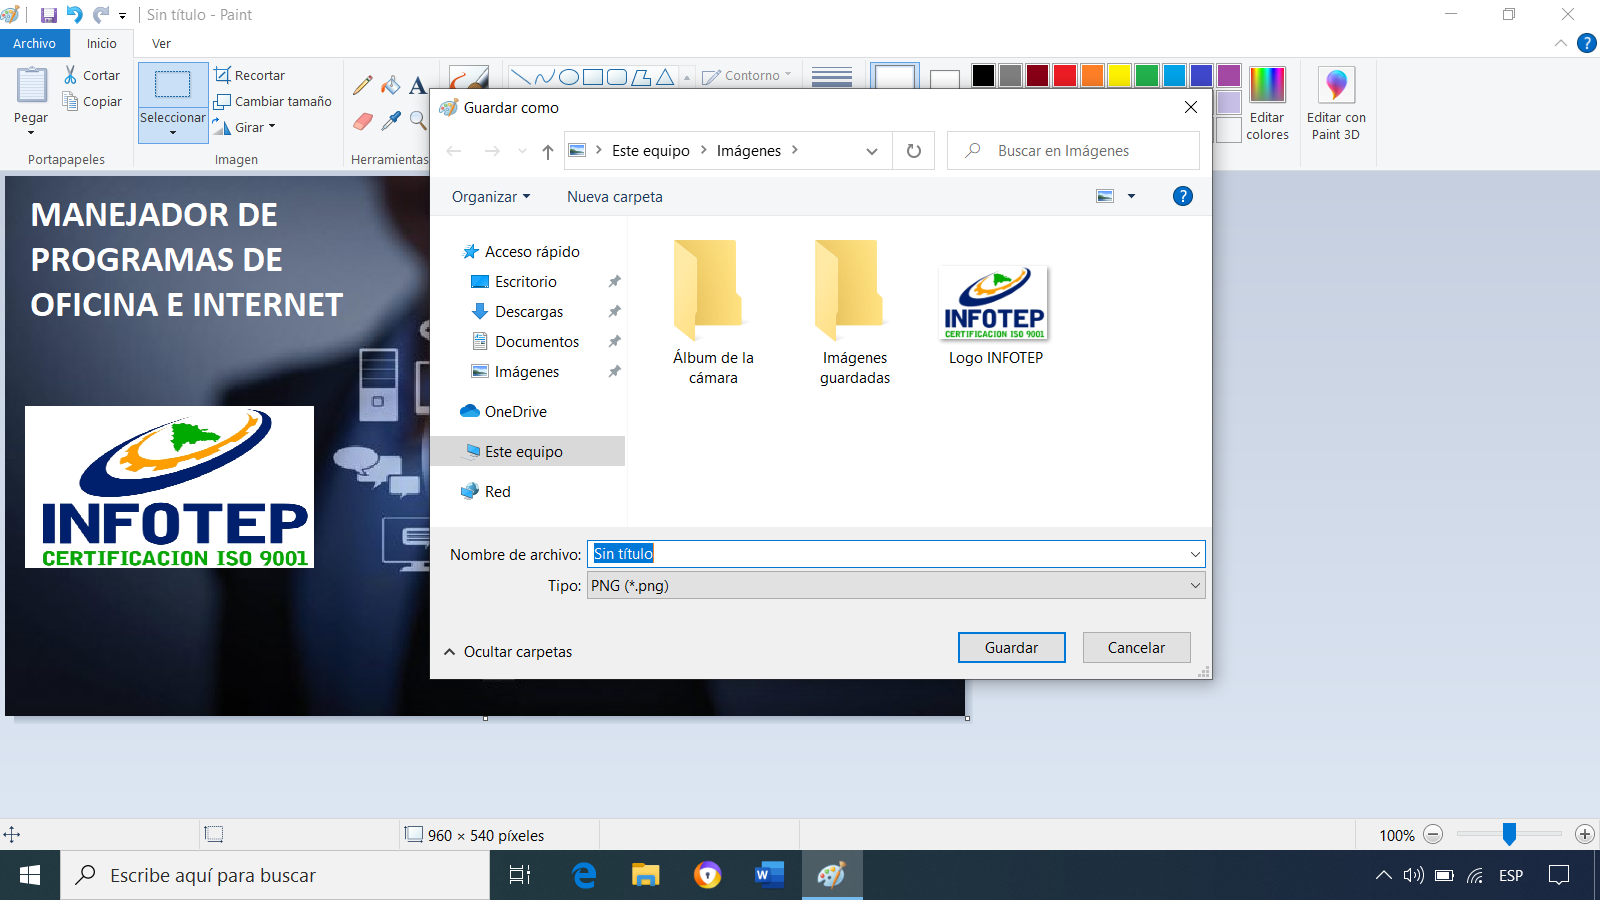 Sin título - Paint
Archivo
Inicio
Ver
Pegar
Cortar
Copiar
Portapapeles
Seleccionar
Recortar
Cambiar tamaño
Girar
Imagen
A
Herramientas
Contorno
Editar
colores
Editar con
Paint 3D
?
MANEJADOR DE
PROGRAMAS DE
OFICINA E INTERNET
INFOTEP
CERTIFICACION ISO 9001
Guardar como
Este equipo
Imágenes
Buscar en Imágenes
Organizar
Nueva carpeta
?
Acceso rápido
Escritorio
Descargas
Documentos
Imágenes
OneDrive
Este equipo
Red
Álbum de la
cámara
Imágenes
guardadas
INFOTEP
CERTIFICACION ISO 9001
Logo INFOTEP
Nombre de archivo: Sin título
Tipo: PNG (*.png)
Ocultar carpetas
Guardar
Cancelar
960 × 540 píxeles
100%
Escribe aquí para buscar
ESP